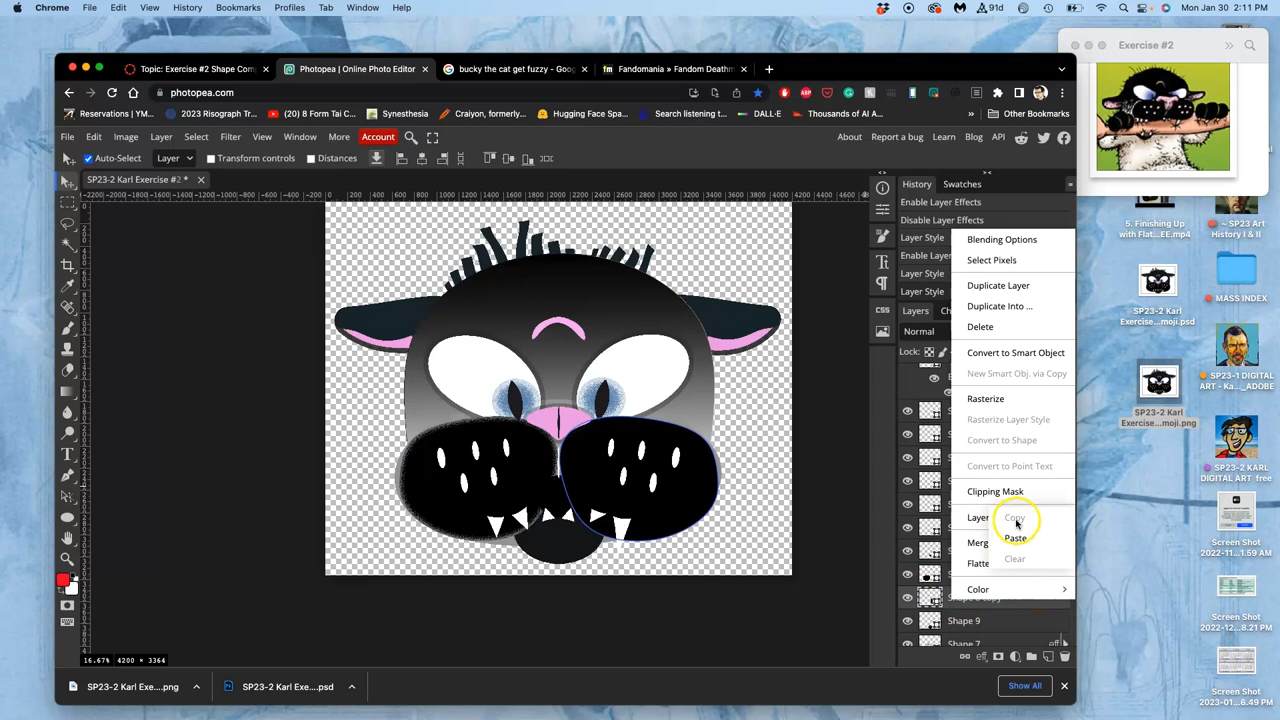 Chrome File Edit View History Bookmarks Profiles Tab Window Help
91d Mon Jan 30 2:11 PM
Exercise #2
Topic: Exercise #2 Shape Com
Photopea | Online Photo Editor
inky the cat get fuzzy - Goog
Fandomania » Fandom Deathm
photopea.com
Reservations – [YM...
2023 Risograph Tr...
(20) 8 Form Tai C...
Synesthesia
Craiyon, formerly...
Hugging Face Spa...
Search listening t...
DALL·E
Thousands of AI A...
Other Bookmarks
File Edit Image Layer Select Filter View Window More Account
About Report a bug Learn Blog API
Auto-Select Layer Transform controls Distances
SP23-2 Karl Exercise #2 *
History Swatches
Enable Layer Effects
Disable Layer Effects
Layer Style
Enable Layer
Layer Style
Layer Style
Layers Ch
Normal
Lock:
Blending Options
Select Pixels
Duplicate Layer
Duplicate Into ...
Delete
Convert to Smart Object
New Smart Obj. via Copy
Rasterize
Rasterize Layer Style
Convert to Shape
Convert to Point Text
Clipping Mask
Layer
Merg
Flatte
Color
Copy
Paste
Clear
Shape 9
Shape 7
eff
CSS
16.67% 4200 × 3364
SP23-2 Karl Exe....png
SP23-2 Karl Exe....psd
Show All
5. Finishing Up
with Flat...EE.mp4
~ SP23 Art
History I & II
SP23-2 Karl
Exercise...moji.psd
MASS INDEX
SP23-2 Karl
Exercise...moji.png
SP23-1 DIGITAL
ART - Ka..._ADOBE
SP23-2 KARL
DIGITAL ART free
Screen Shot
2022-11...1.59 AM
Screen Shot
2022-12...8.21 PM
Screen Shot
2023-01...6.49 PM